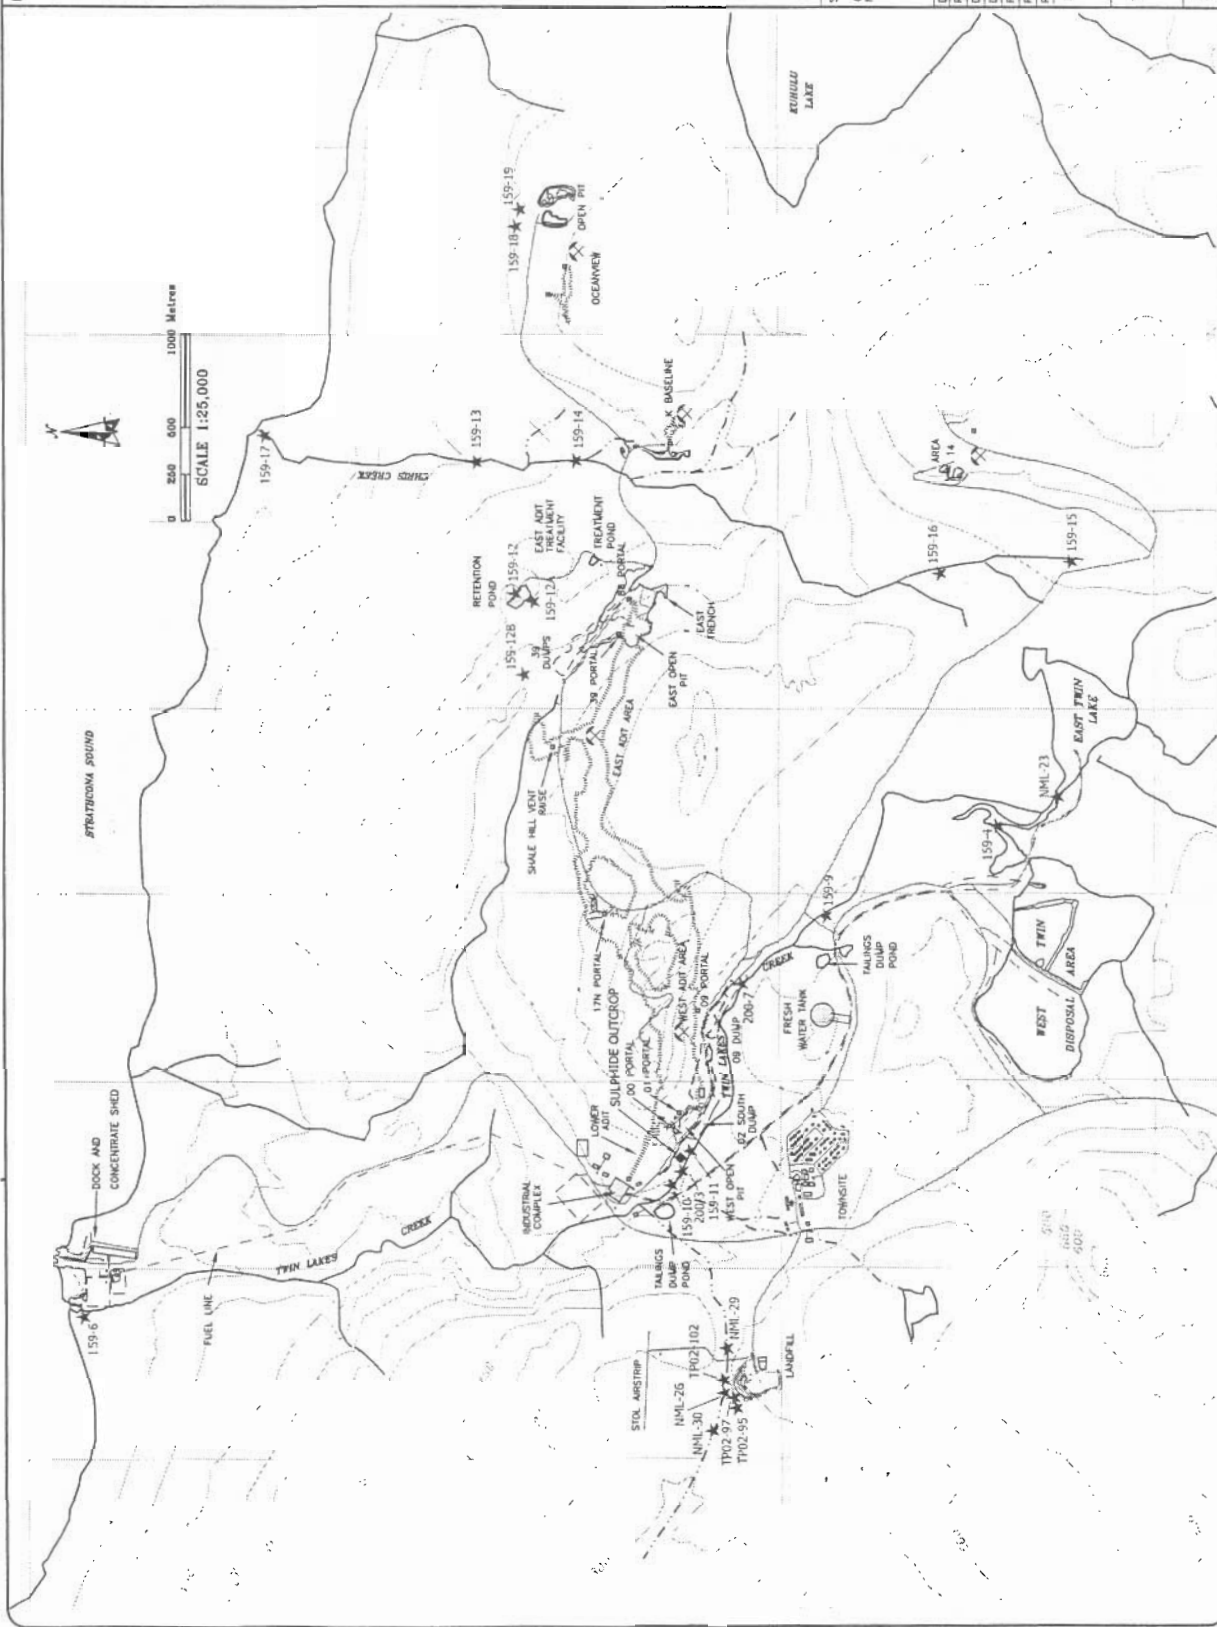 STRATHCONA SOUND
N
0 250 500 1000 Metres
SCALE 1:25,000
DOCK AND
CONCENTRATE SHED
159-6
FUEL LINE
TWIN LAKES
CREEK
159-17
CHRIS CREEK
159-13
159-14
159-18
159-19
OPEN PIT
OCEANVIEW
K BASELINE
KUHULU
LAKE
RETENTION
POND
159-12
159-12A
159-12B
EAST ADIT
TREATMENT
FACILITY
TREATMENT
POND
39
DUMPS
88 PORTAL
39 PORTAL
EAST
TRENCH
EAST OPEN
PIT
EAST ADIT AREA
SHALE HILL VENT
RAISE
17N PORTAL
SULPHIDE OUTCROP
00 PORTAL
01 PORTAL
WEST ADIT AREA
09 PORTAL
LOWER
ADIT
INDUSTRIAL
COMPLEX
TAILINGS
DUMP
POND
159-10
200/3
159-11
WEST OPEN
PIT
02 SOUTH
DUMP
TWIN LAKES
CREEK
09 DUMP
200-7
159-9
FRESH
WATER TANK
TAILINGS
DUMP
POND
TOWNSITE
STOL AIRSTRIP
NML-26
TP02-102
NML-29
NML-30
TP02-97
TP02-95
LANDFILL
AREA
14
159-16
159-15
EAST TWIN
LAKE
NML-23
159-4
WEST TWIN
DISPOSAL AREA